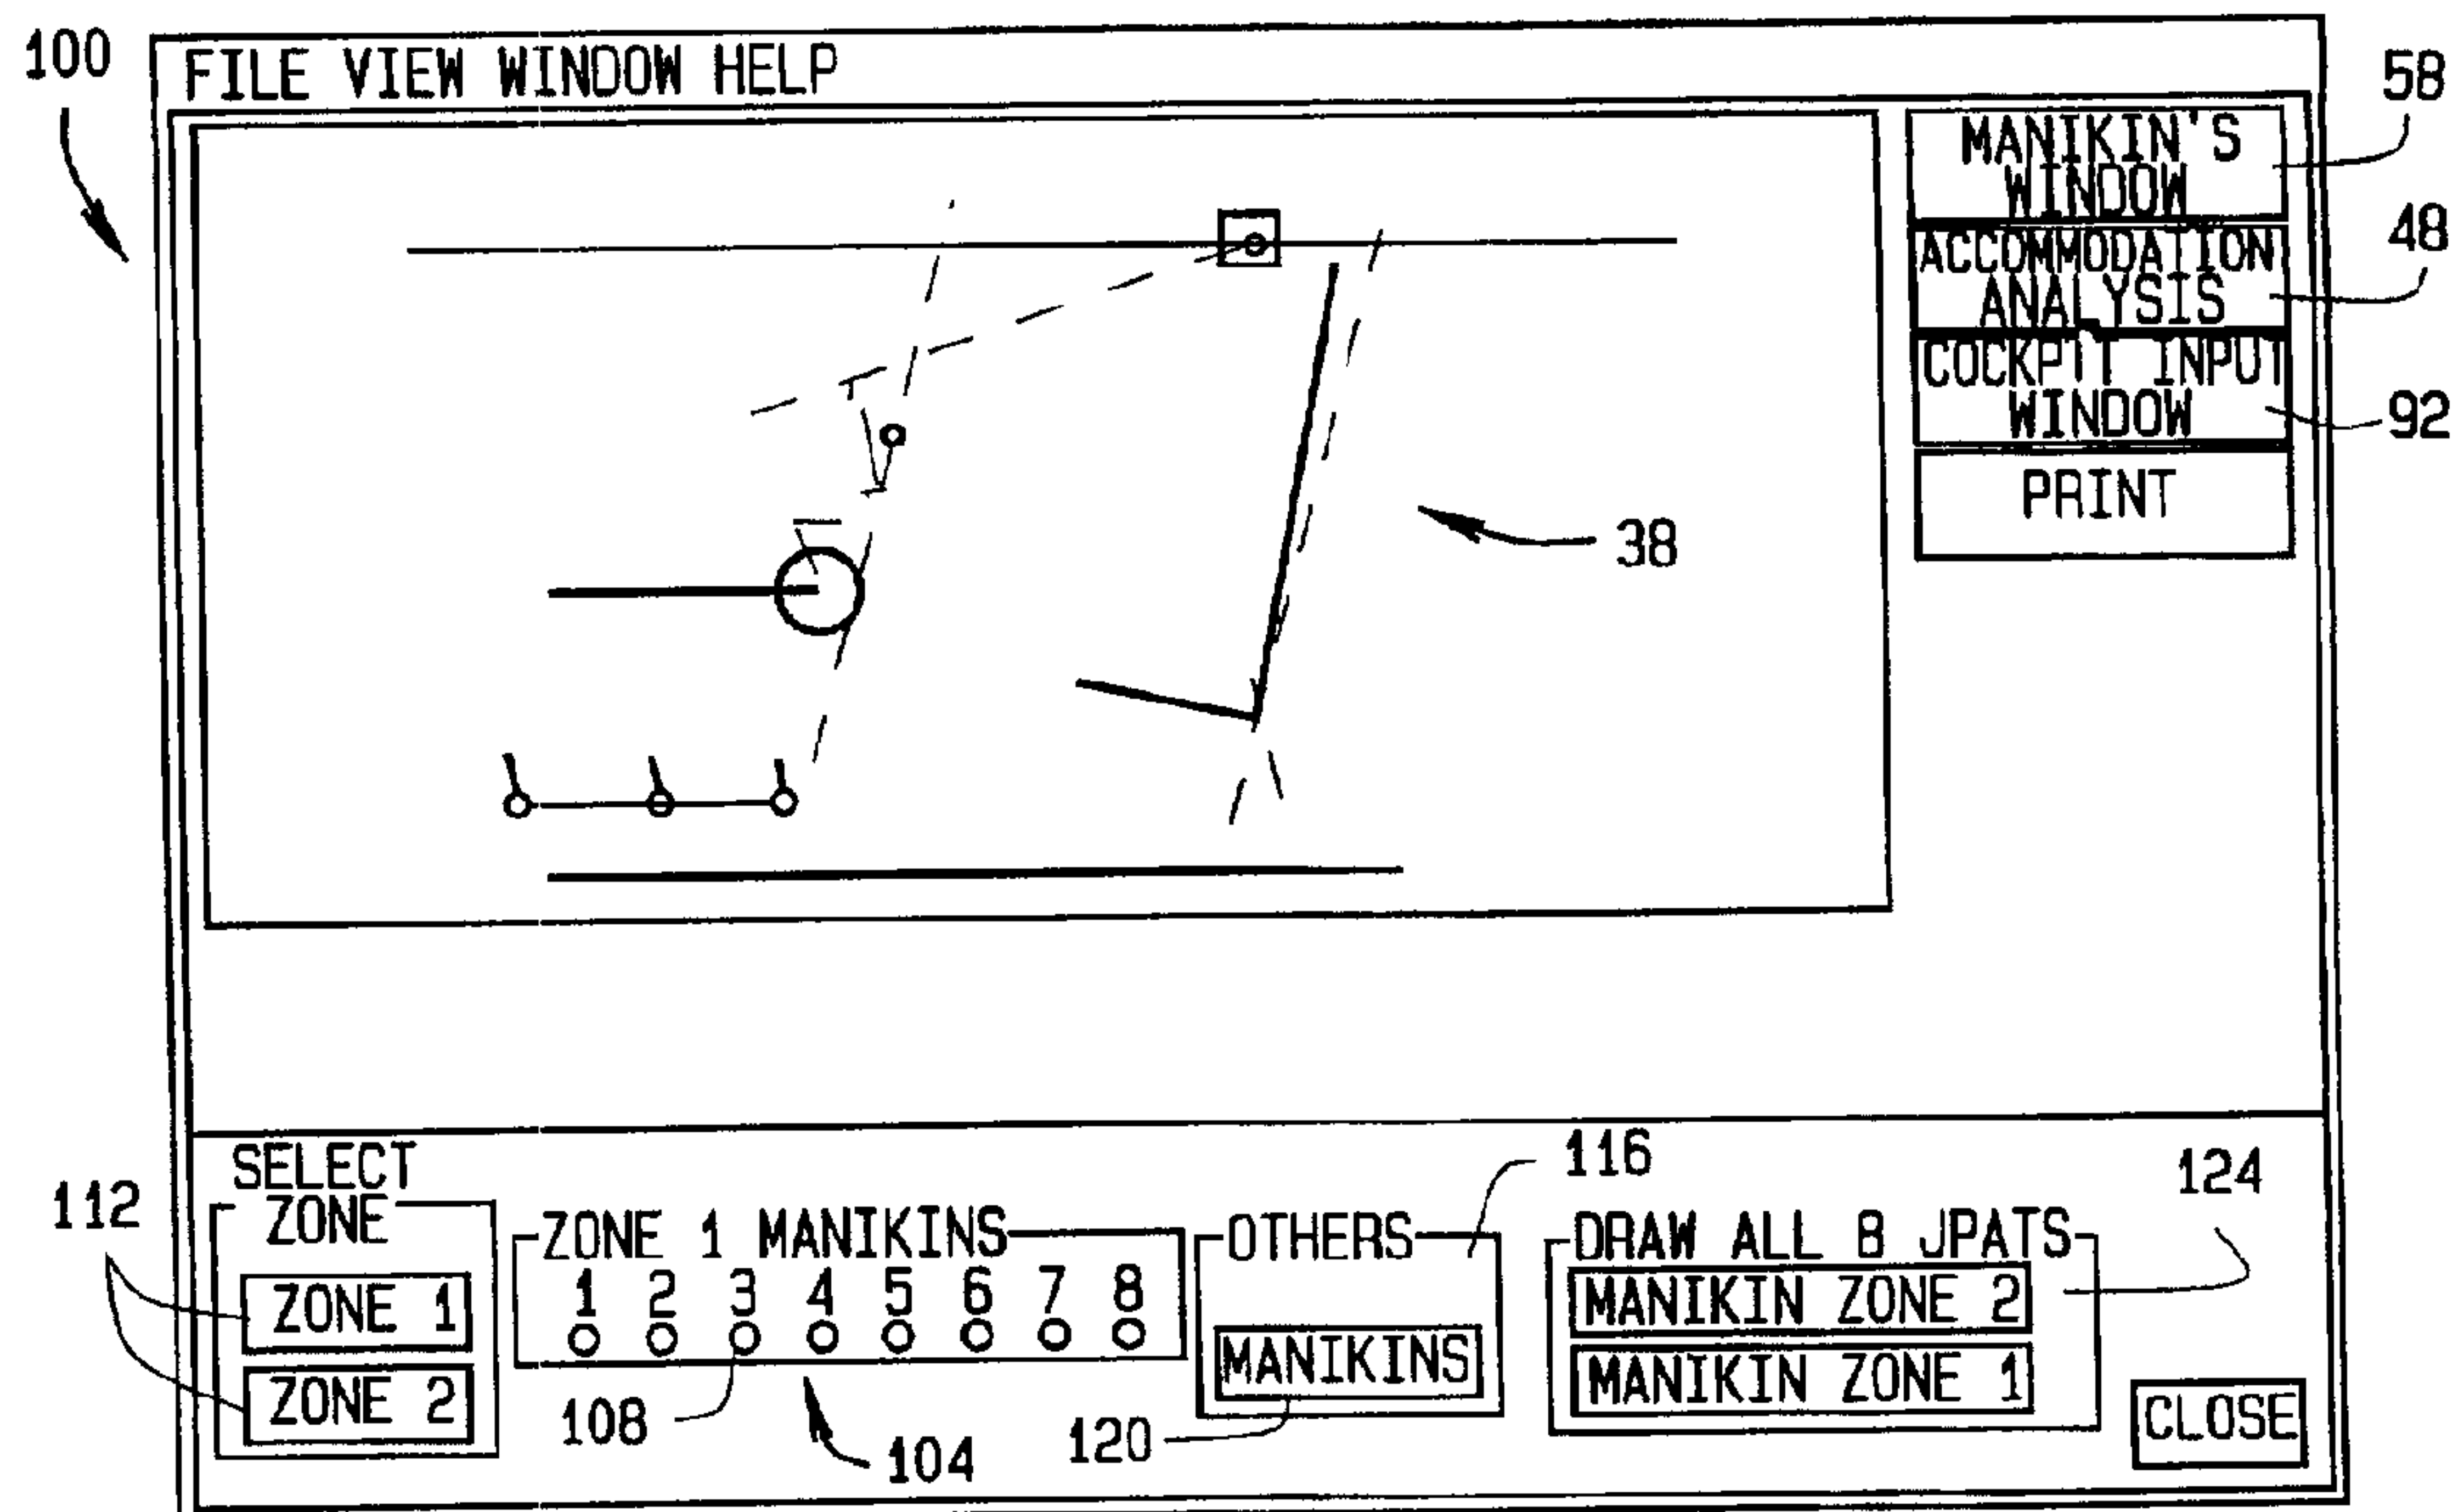 100
FILE VIEW WINDOW HELP
58
MANIKIN'S
WINDOW
48
ACCOMMODATION
ANALYSIS
COCKPIT INPUT
WINDOW
92
PRINT
38
SELECT
ZONE
112
ZONE 1
ZONE 2
ZONE 1 MANIKINS
1 2 3 4 5 6 7 8
108
104
116
OTHERS
MANIKINS
120
124
DRAW ALL 8 JPATS
MANIKIN ZONE 2
MANIKIN ZONE 1
CLOSE